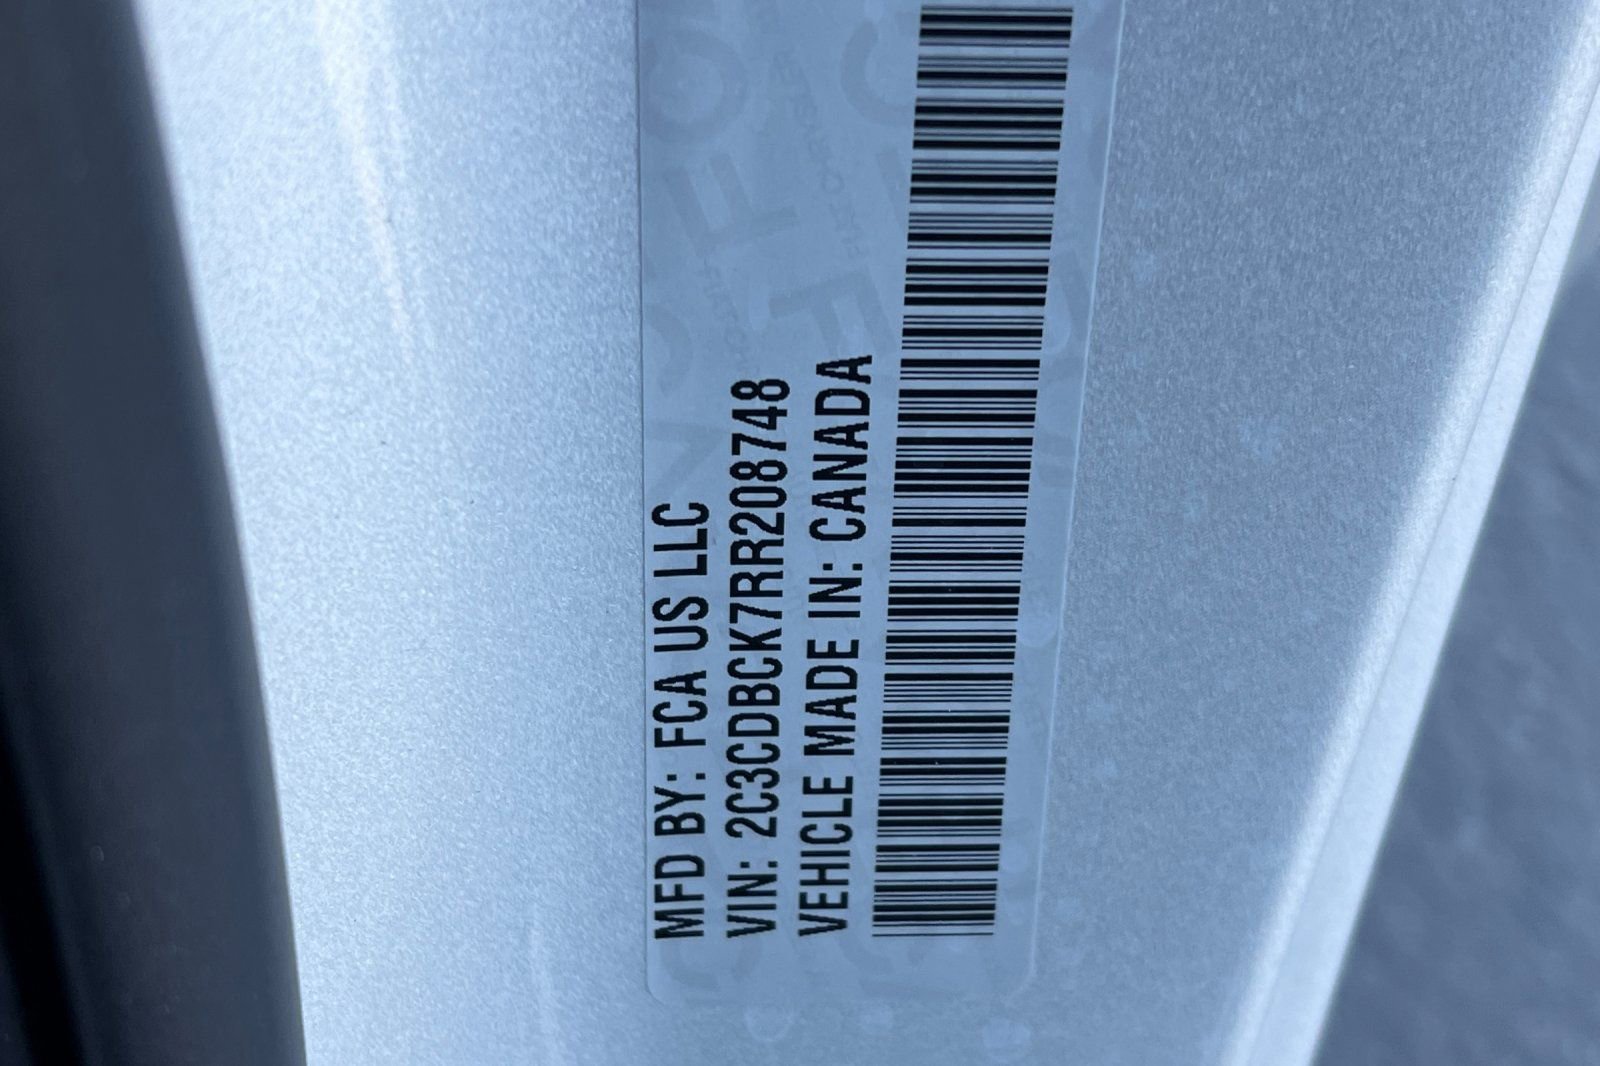 MFD BY: FCA US LLC
VIN: 2C3CDBCK7RR208748
VEHICLE MADE IN: CANADA